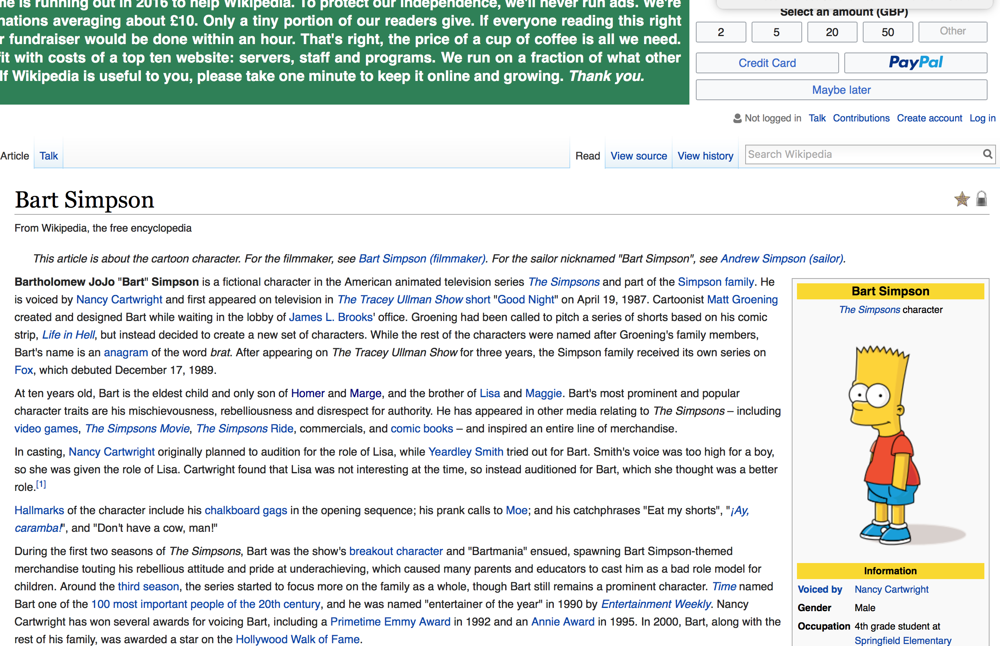 ne is running out in 2016 to help Wikipedia. To protect our independence, we'll never run ads. We're
nations averaging about £10. Only a tiny portion of our readers give. If everyone reading this right
r fundraiser would be done within an hour. That's right, the price of a cup of coffee is all we need.
fit with costs of a top ten website: servers, staff and programs. We run on a fraction of what other
If Wikipedia is useful to you, please take one minute to keep it online and growing. Thank you.
Select an amount (GBP)
2 5 20 50 Other
Credit Card PayPal
Maybe later
Not logged in Talk Contributions Create account Log in
Article Talk Read View source View history Search Wikipedia
Bart Simpson
From Wikipedia, the free encyclopedia
This article is about the cartoon character. For the filmmaker, see Bart Simpson (filmmaker). For the sailor nicknamed "Bart Simpson", see Andrew Simpson (sailor).
Bartholomew JoJo "Bart" Simpson is a fictional character in the American animated television series The Simpsons and part of the Simpson family. He
is voiced by Nancy Cartwright and first appeared on television in The Tracey Ullman Show short "Good Night" on April 19, 1987. Cartoonist Matt Groening
created and designed Bart while waiting in the lobby of James L. Brooks' office. Groening had been called to pitch a series of shorts based on his comic
strip, Life in Hell, but instead decided to create a new set of characters. While the rest of the characters were named after Groening's family members,
Bart's name is an anagram of the word brat. After appearing on The Tracey Ullman Show for three years, the Simpson family received its own series on
Fox, which debuted December 17, 1989.
At ten years old, Bart is the eldest child and only son of Homer and Marge, and the brother of Lisa and Maggie. Bart's most prominent and popular
character traits are his mischievousness, rebelliousness and disrespect for authority. He has appeared in other media relating to The Simpsons – including
video games, The Simpsons Movie, The Simpsons Ride, commercials, and comic books – and inspired an entire line of merchandise.
In casting, Nancy Cartwright originally planned to audition for the role of Lisa, while Yeardley Smith tried out for Bart. Smith's voice was too high for a boy,
so she was given the role of Lisa. Cartwright found that Lisa was not interesting at the time, so instead auditioned for Bart, which she thought was a better
role.[1]
Hallmarks of the character include his chalkboard gags in the opening sequence; his prank calls to Moe; and his catchphrases "Eat my shorts", "¡Ay,
caramba!", and "Don't have a cow, man!"
During the first two seasons of The Simpsons, Bart was the show's breakout character and "Bartmania" ensued, spawning Bart Simpson-themed
merchandise touting his rebellious attitude and pride at underachieving, which caused many parents and educators to cast him as a bad role model for
children. Around the third season, the series started to focus more on the family as a whole, though Bart still remains a prominent character. Time named
Bart one of the 100 most important people of the 20th century, and he was named "entertainer of the year" in 1990 by Entertainment Weekly. Nancy
Cartwright has won several awards for voicing Bart, including a Primetime Emmy Award in 1992 and an Annie Award in 1995. In 2000, Bart, along with the
rest of his family, was awarded a star on the Hollywood Walk of Fame.
Bart Simpson
The Simpsons character
Information
Voiced by Nancy Cartwright
Gender Male
Occupation 4th grade student at
Springfield Elementary